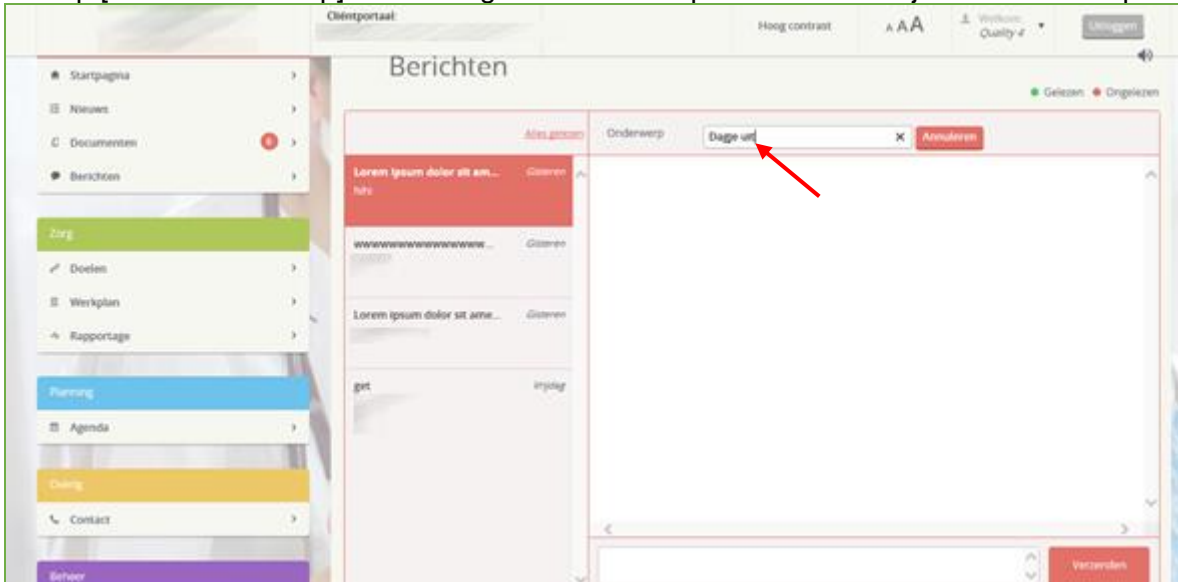 Cliëntportaal:
Hoog contrast
A A A
Welkom:
Quality 4
Uitloggen
Berichten
Gelezen
Ongelezen
Startpagina
Nieuws
Documenten
Berichten
Zorg
Doelen
Werkplan
Rapportage
Planning
Agenda
Overig
Contact
Beheer
Alles gelezen
Lorem ipsum dolor sit am... Gisteren
wwwwwwwwwwwwwww... Gisteren
Lorem ipsum dolor sit ame... Gisteren
get vrijdag
Onderwerp
Dagje uit
Annuleren
Verzenden